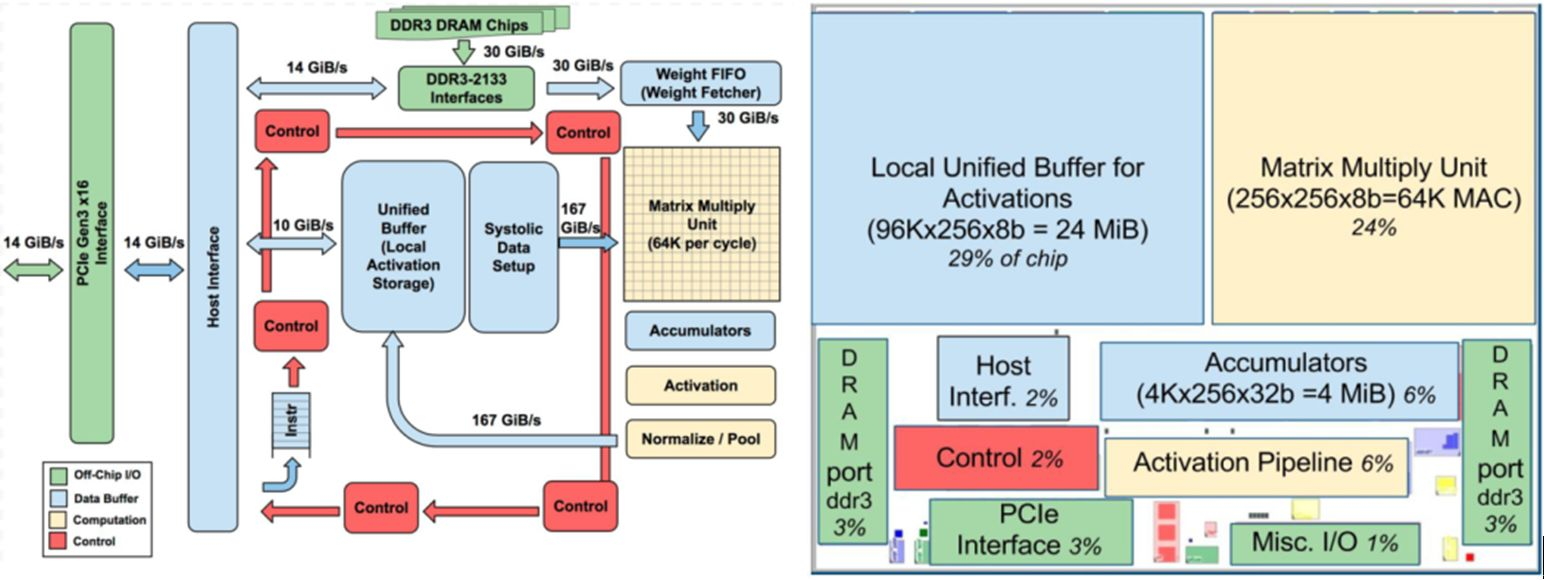 DDR3 DRAM Chips
30 GiB/s
14 GiB/s
DDR3-2133
Interfaces
30 GiB/s
Weight FIFO
(Weight Fetcher)
30 GiB/s
Control
Control
PCIe Gen3 x16
Interface
Host Interface
14 GiB/s
14 GiB/s
10 GiB/s
Unified
Buffer
(Local
Activation
Storage)
Systolic
Data
Setup
167
GiB/s
Matrix Multiply
Unit
(64K per cycle)
Control
Accumulators
Activation
Normalize / Pool
167 GiB/s
Instr
Control
Control
Off-Chip I/O
Data Buffer
Computation
Control
Local Unified Buffer for
Activations
(96Kx256x8b = 24 MiB)
29% of chip
Matrix Multiply Unit
(256x256x8b=64K MAC)
24%
D
R
A
M
port
ddr3
3%
Host
Interf. 2%
Accumulators
(4Kx256x32b =4 MiB) 6%
Control 2%
Activation Pipeline 6%
PCIe
Interface 3%
Misc. I/O 1%
D
R
A
M
port
ddr3
3%